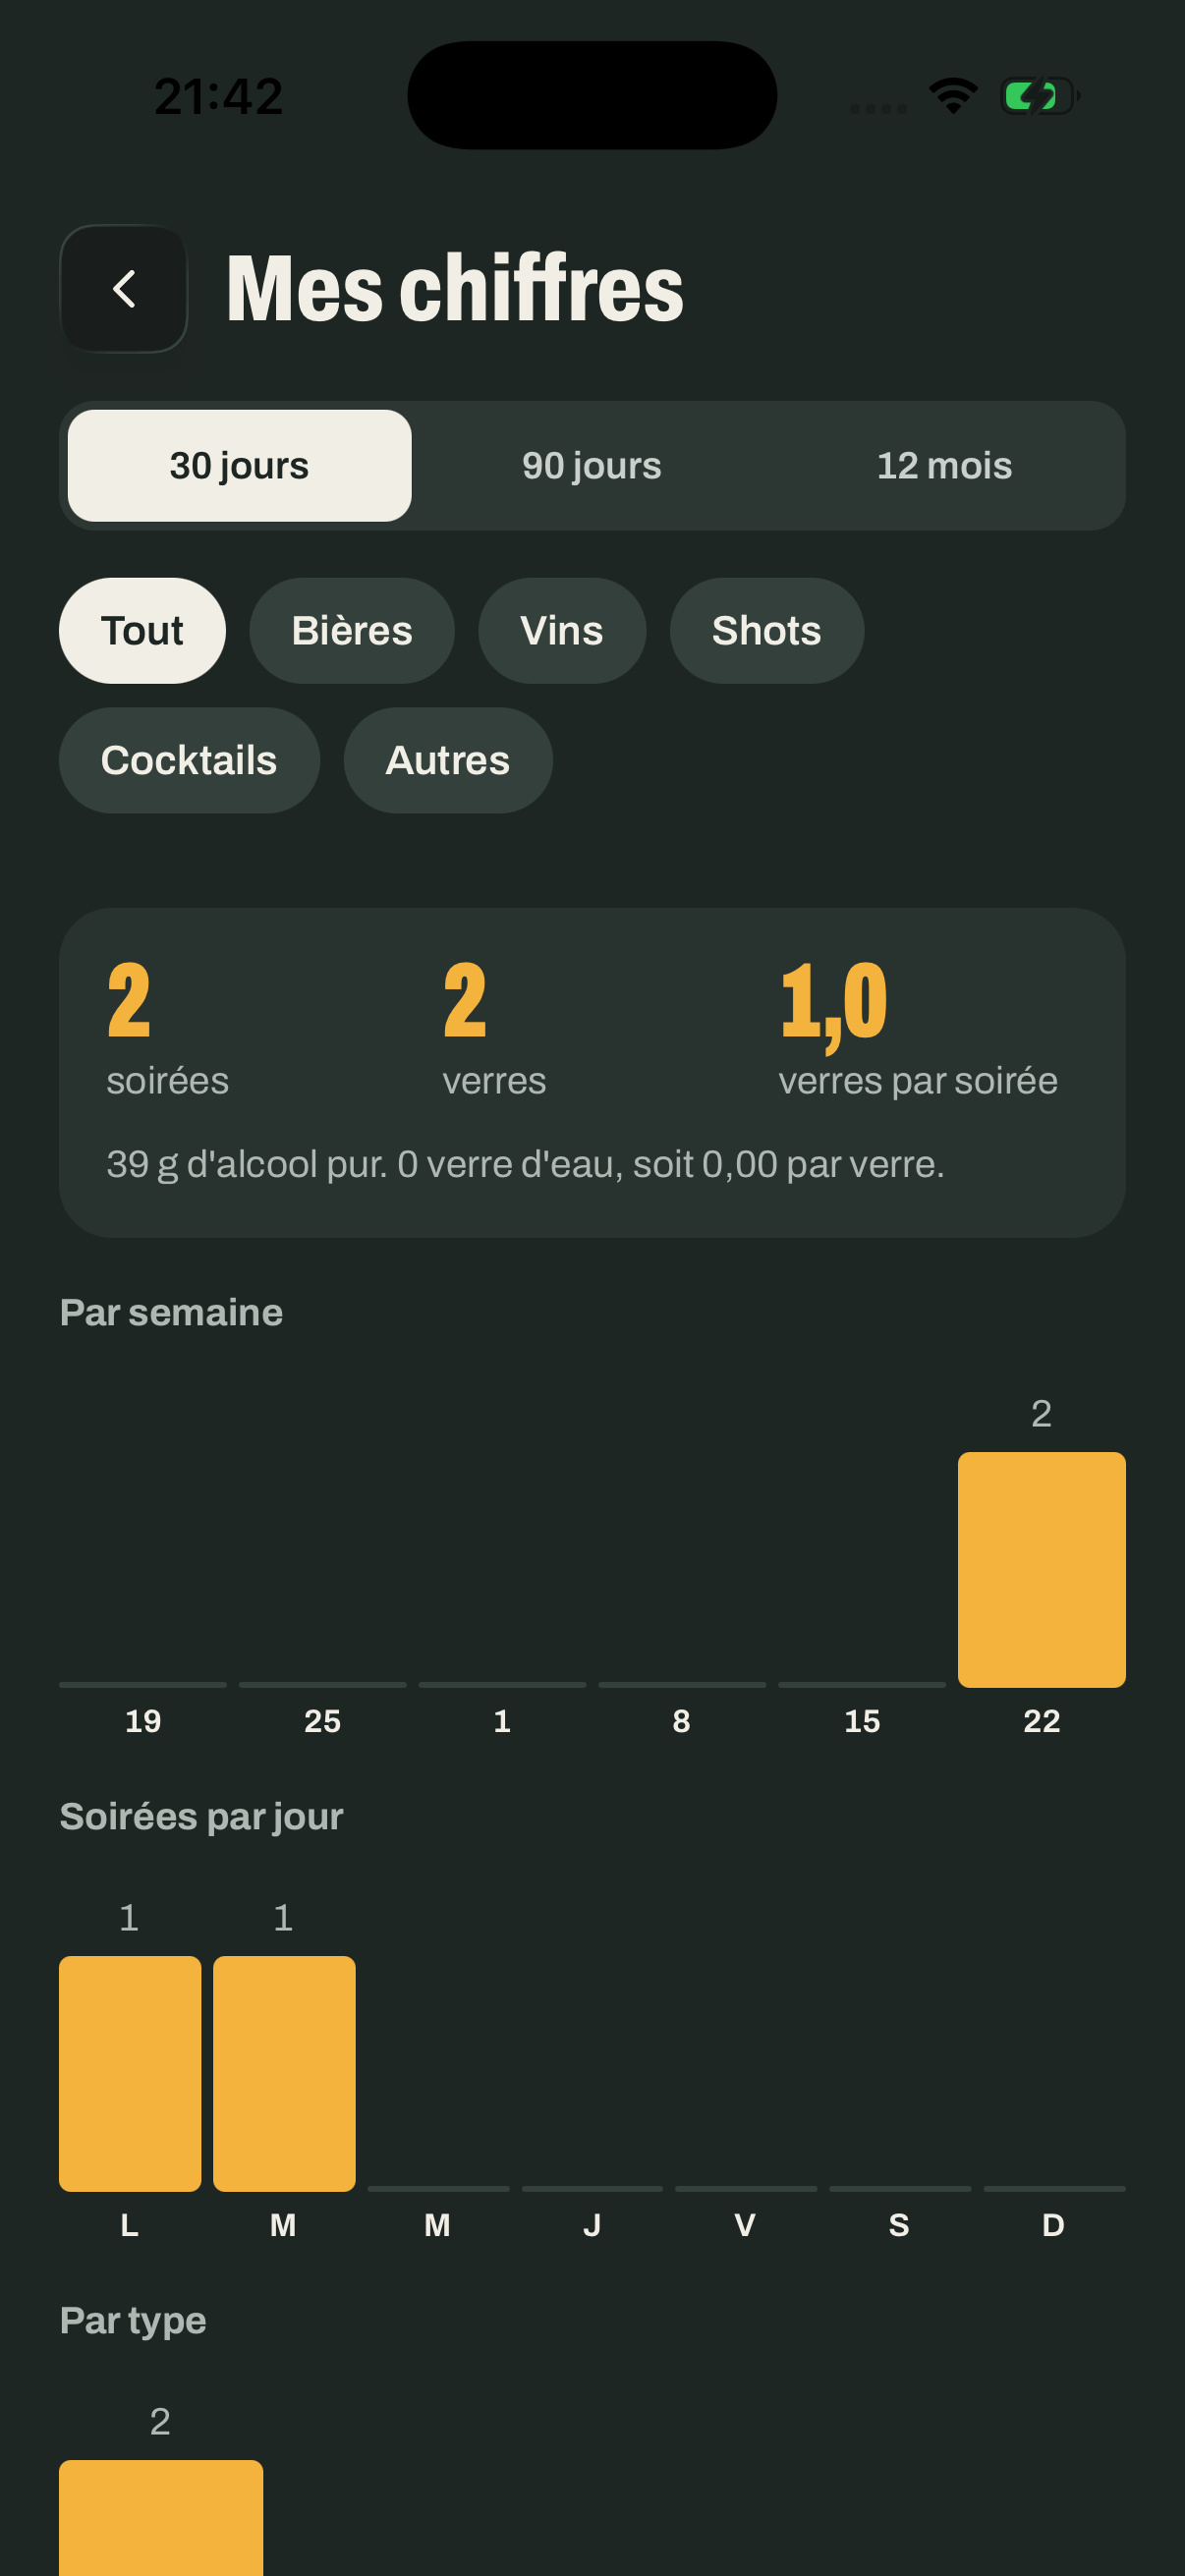 21:42
Mes chiffres
30 jours 90 jours 12 mois
Tout Bières Vins Shots
Cocktails Autres
2 2 1,0
soirées verres verres par soirée
39 g d'alcool pur. 0 verre d'eau, soit 0,00 par verre.
Par semaine
2
19 25 1 8 15 22
Soirées par jour
1 1
L M M J V S D
Par type
2